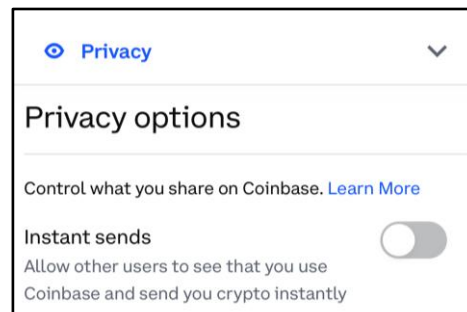 Privacy
Privacy options
Control what you share on Coinbase. Learn More
Instant sends
Allow other users to see that you use
Coinbase and send you crypto instantly